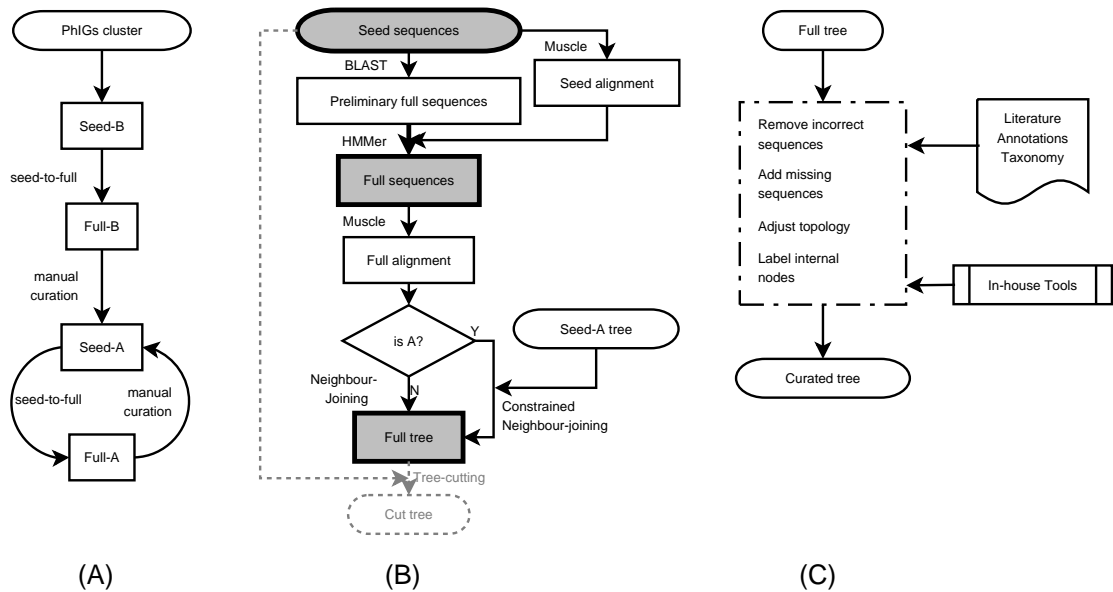 PhIGs cluster
Seed-B
seed-to-full
Full-B
manual
curation
Seed-A
seed-to-full
manual
curation
Full-A
(A)
Seed sequences
BLAST
Muscle
Preliminary full sequences
Seed alignment
HMMer
Full sequences
Muscle
Full alignment
is A?
Y
Seed-A tree
Neighbour-
Joining
N
Constrained
Neighbour-joining
Full tree
Tree-cutting
Cut tree
(B)
Full tree
Remove incorrect
sequences
Add missing
sequences
Adjust topology
Label internal
nodes
Literature
Annotations
Taxonomy
In-house Tools
Curated tree
(C)